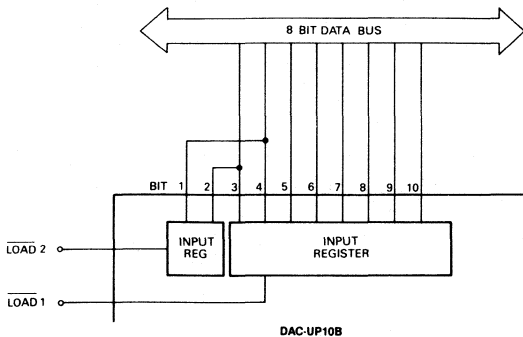 8 BIT DATA BUS
BIT 1 2 3 4 5 6 7 8 9 10
INPUT REG
INPUT REGISTER
LOAD 2
LOAD 1
DAC-UP10B